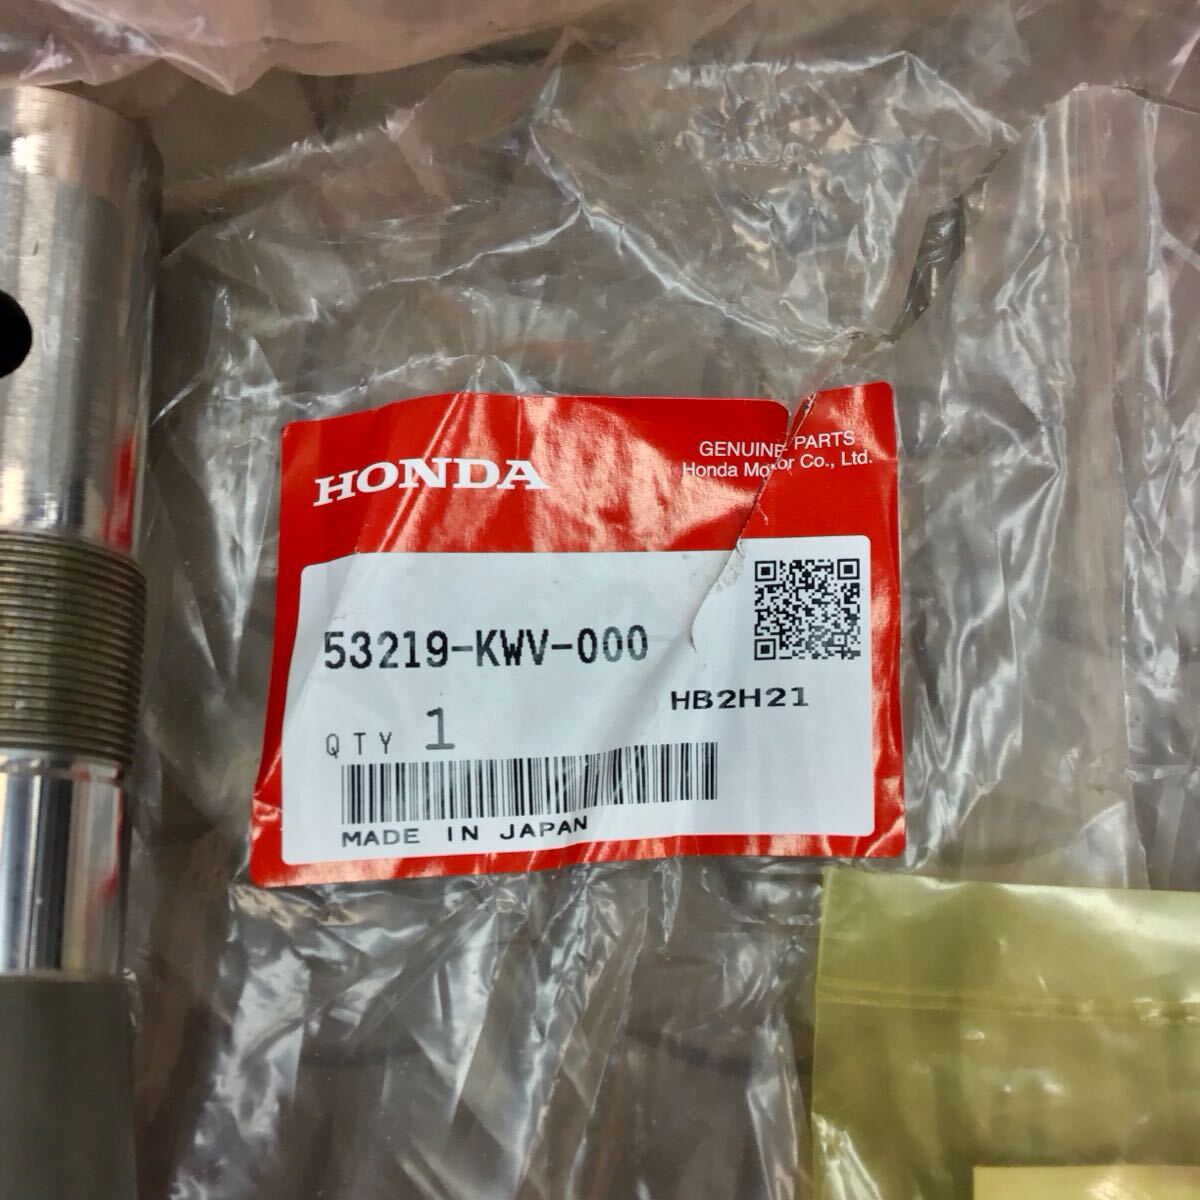 HONDA
GENUINE PARTS
Honda Motor Co., Ltd.
53219-KWV-000
HB2H21
QTY 1
MADE IN JAPAN